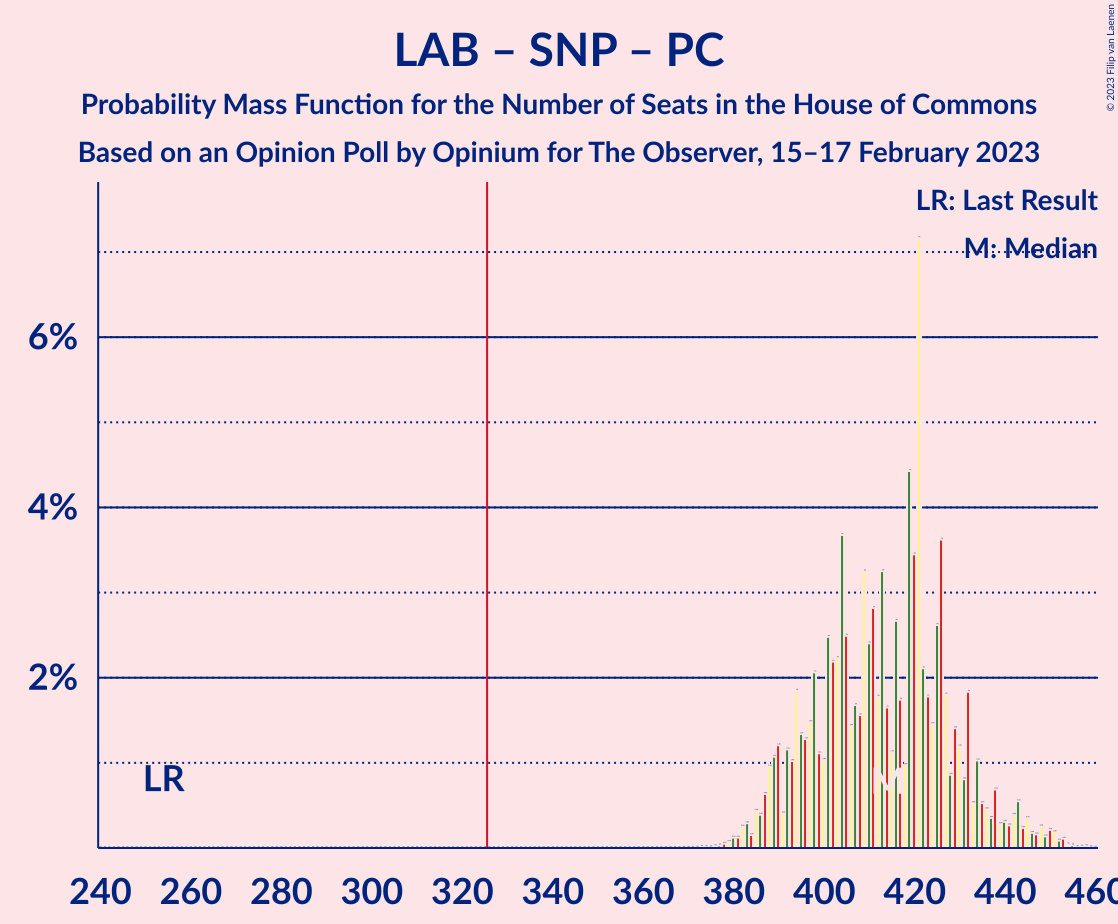 LAB – SNP – PC
Probability Mass Function for the Number of Seats in the House of Commons
Based on an Opinion Poll by Opinium for The Observer, 15–17 February 2023
© 2023 Filip van Laenen
LR: Last Result
M: Median
6%
4%
2%
LR
M
240 260 280 300 320 340 360 380 400 420 440 460